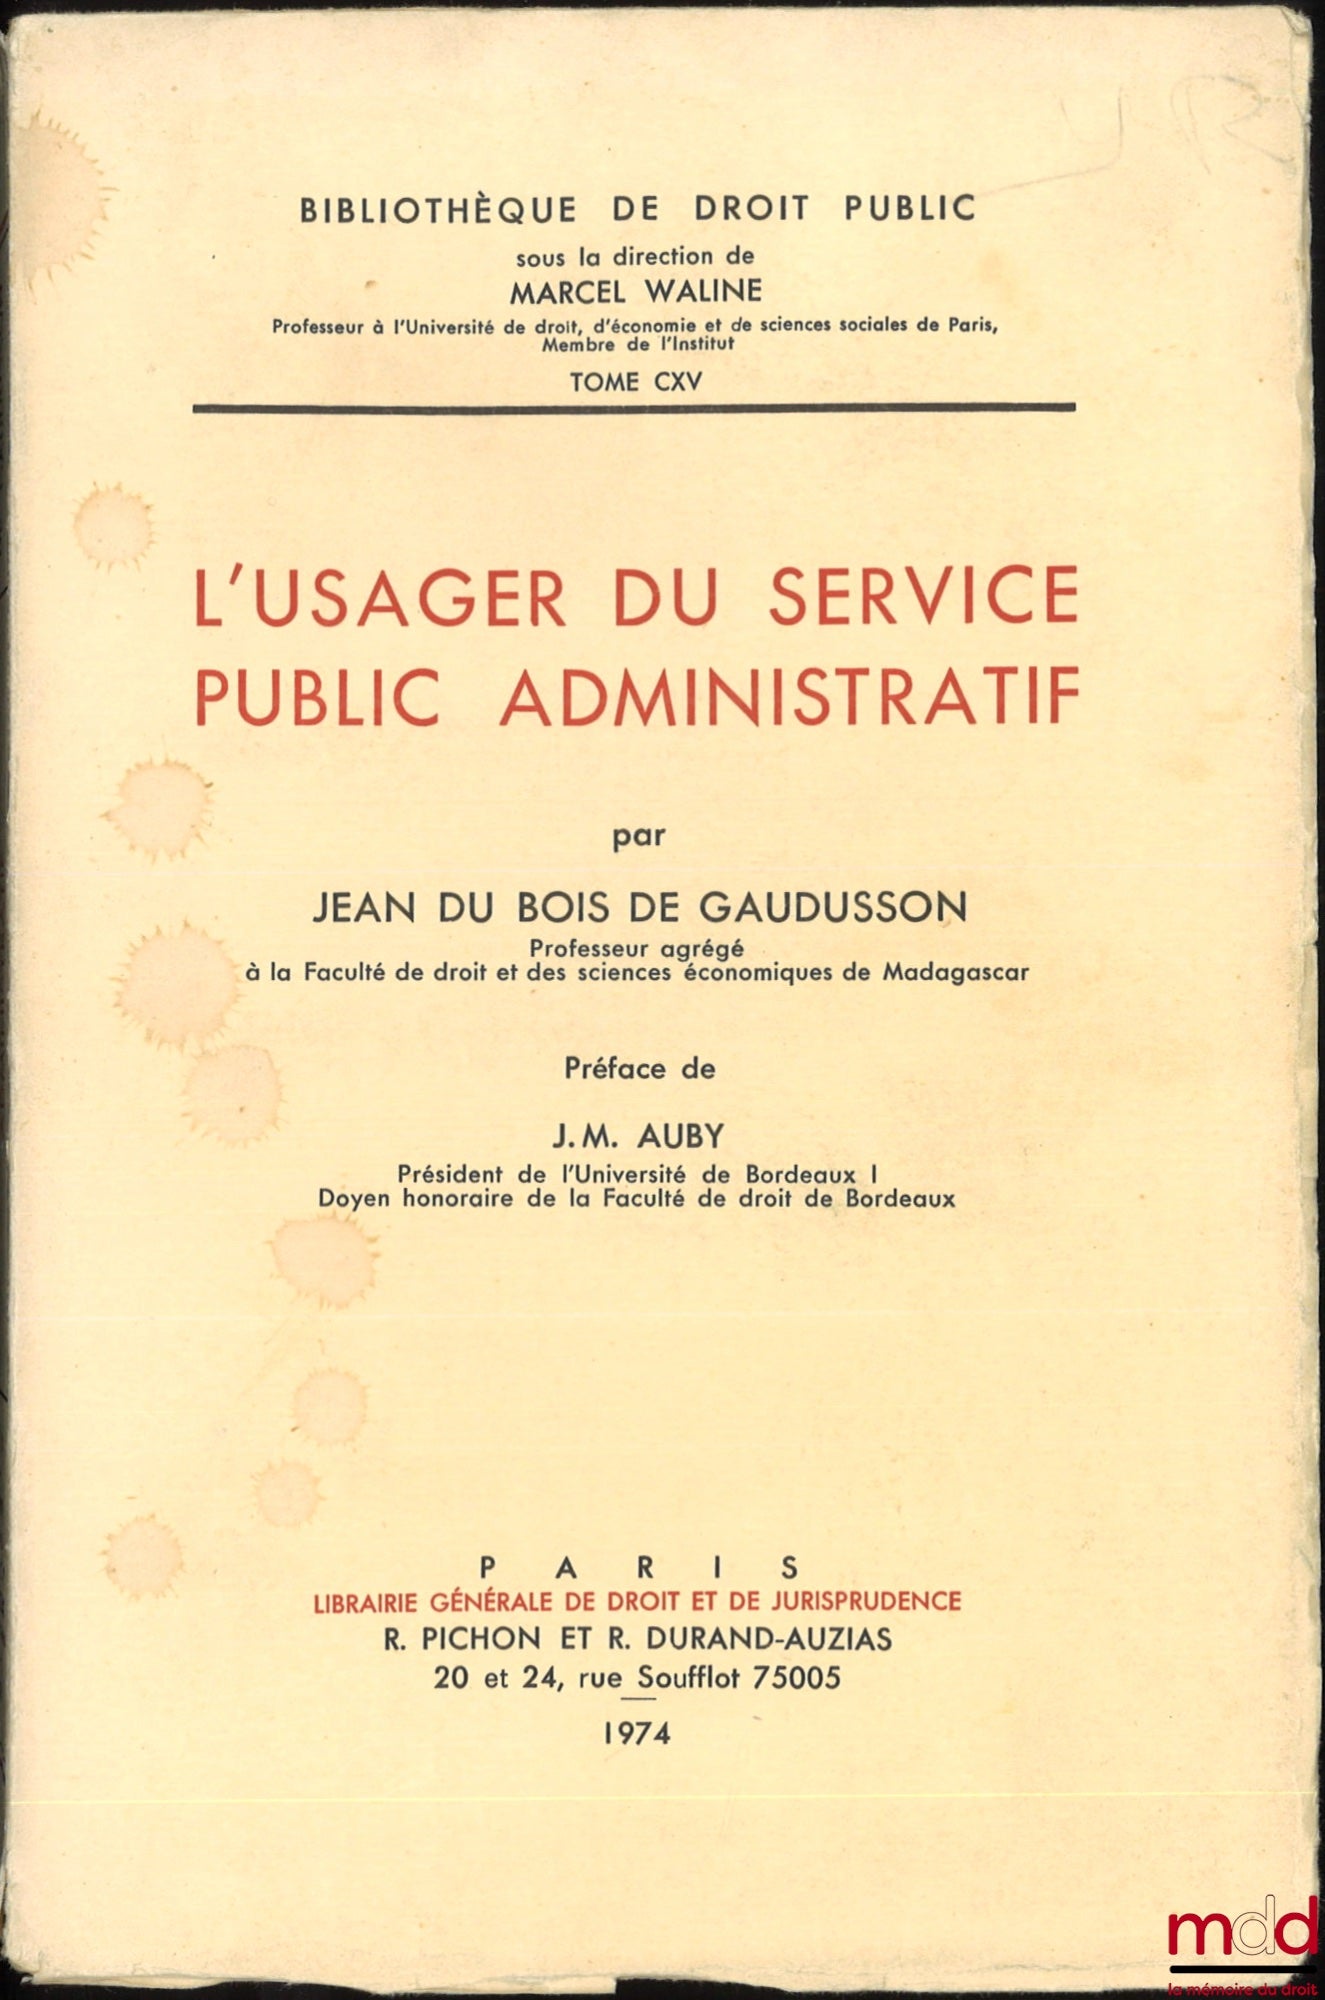 BIBLIOTHÈQUE DE DROIT PUBLIC
sous la direction de
MARCEL WALINE
Professeur à l'Université de droit, d'économie et de sciences sociales de Paris,
Membre de l'Institut
TOME CXV
L'USAGER DU SERVICE
PUBLIC ADMINISTRATIF
par
JEAN DU BOIS DE GAUDUSSON
Professeur agrégé
à la Faculté de droit et des sciences économiques de Madagascar
Préface de
J.M. AUBY
Président de l'Université de Bordeaux I
Doyen honoraire de la Faculté de droit de Bordeaux
PARIS
LIBRAIRIE GÉNÉRALE DE DROIT ET DE JURISPRUDENCE
R. PICHON ET R. DURAND-AUZIAS
20 et 24, rue Soufflot 75005
1974
mdd
la mémoire du droit